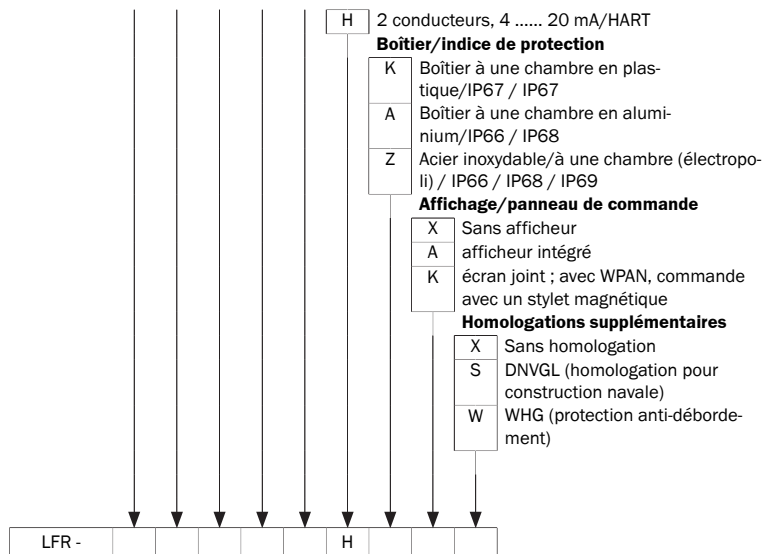 H 2 conducteurs, 4 ...... 20 mA/HART
Boîtier/indice de protection
K Boîtier à une chambre en plas-
tique/IP67 / IP67
A Boîtier à une chambre en alumi-
nium/IP66 / IP68
Z Acier inoxydable/à une chambre (électropo-
li) / IP66 / IP68 / IP69
Affichage/panneau de commande
X Sans afficheur
A afficheur intégré
K écran joint ; avec WPAN, commande
avec un stylet magnétique
Homologations supplémentaires
X Sans homologation
S DNVGL (homologation pour
construction navale)
W WHG (protection anti-déborde-
ment)
LFR - H